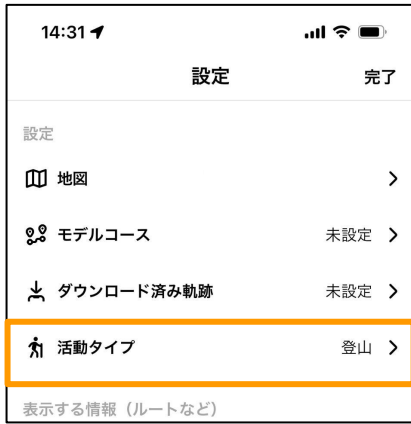 14:31
設定 完了
設定
地図
モデルコース 未設定
ダウンロード済み軌跡 未設定
活動タイプ 登山
表示する情報（ルートなど）